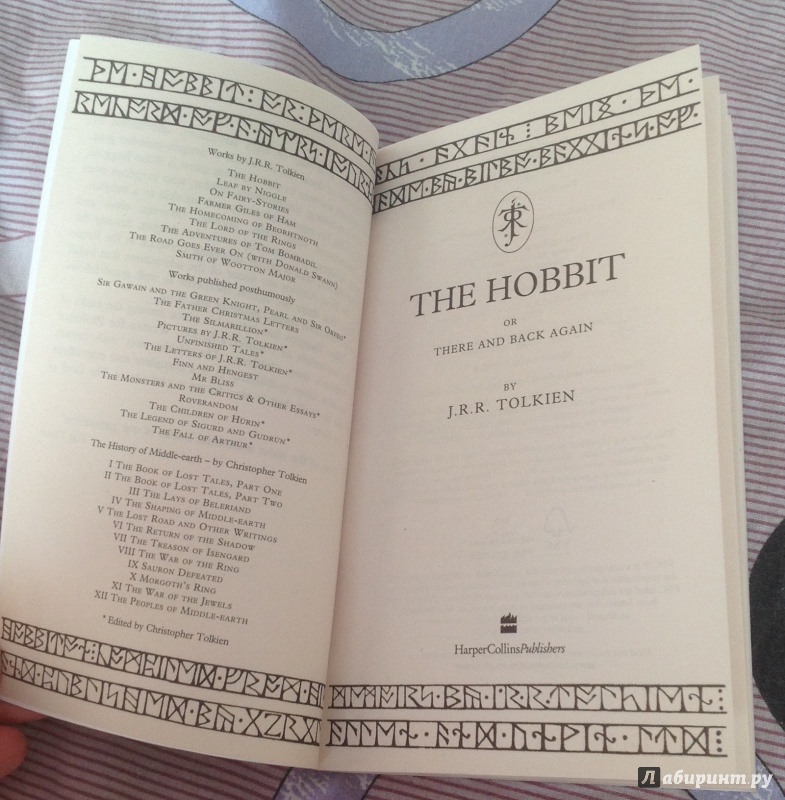 Works by J.R.R. Tolkien
THE HOBBIT
LEAF BY NIGGLE
ON FAIRY-STORIES
FARMER GILES OF HAM
THE HOMECOMING OF BEORHTNOTH
THE LORD OF THE RINGS
THE ADVENTURES OF TOM BOMBADIL
THE ROAD GOES EVER ON (WITH DONALD SWANN)
SMITH OF WOOTTON MAJOR
Works published posthumously
SIR GAWAIN AND THE GREEN KNIGHT, PEARL AND SIR ORFEO*
THE FATHER CHRISTMAS LETTERS
THE SILMARILLION*
PICTURES BY J.R.R. TOLKIEN*
UNFINISHED TALES*
THE LETTERS OF J.R.R. TOLKIEN*
FINN AND HENGEST
MR BLISS
THE MONSTERS AND THE CRITICS & OTHER ESSAYS*
ROVERANDOM
THE CHILDREN OF HÚRIN*
THE LEGEND OF SIGURD AND GUDRÚN*
THE FALL OF ARTHUR*
The History of Middle-earth – by Christopher Tolkien
I THE BOOK OF LOST TALES, PART ONE
II THE BOOK OF LOST TALES, PART TWO
III THE LAYS OF BELERIAND
IV THE SHAPING OF MIDDLE-EARTH
V THE LOST ROAD AND OTHER WRITINGS
VI THE RETURN OF THE SHADOW
VII THE TREASON OF ISENGARD
VIII THE WAR OF THE RING
IX SAURON DEFEATED
X MORGOTH'S RING
XI THE WAR OF THE JEWELS
XII THE PEOPLES OF MIDDLE-EARTH
* Edited by Christopher Tolkien
THE HOBBIT
OR
THERE AND BACK AGAIN
BY
J.R.R. TOLKIEN
HarperCollinsPublishers
Лабиринт.ру